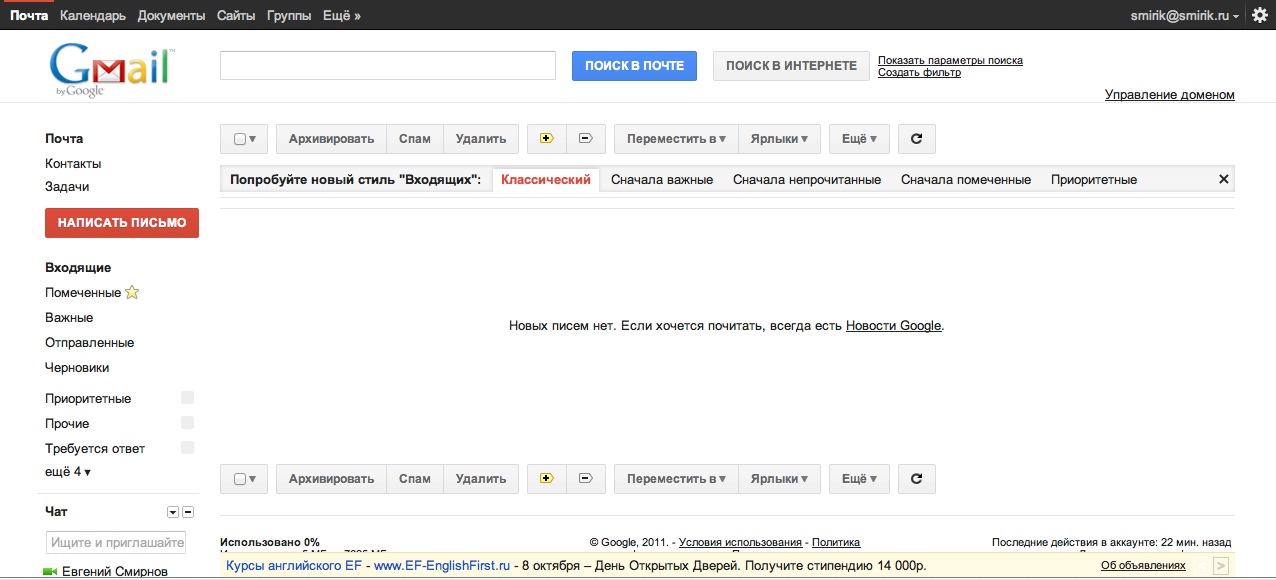 Почта Календарь Документы Сайты Группы Ещё » smirik@smirik.ru
Gmail™
by Google
ПОИСК В ПОЧТЕ ПОИСК В ИНТЕРНЕТЕ Показать параметры поиска
Создать фильтр
Управление доменом
Почта
Контакты
Задачи
НАПИСАТЬ ПИСЬМО
Входящие
Помеченные
Важные
Отправленные
Черновики
Приоритетные
Прочие
Требуется ответ
ещё 4 ▾
Чат
Ищите и приглашайте
Евгений Смирнов
Архивировать Спам Удалить Переместить в ▾ Ярлыки ▾ Ещё ▾
Попробуйте новый стиль "Входящих": Классический Сначала важные Сначала непрочитанные Сначала помеченные Приоритетные ✕
Новых писем нет. Если хочется почитать, всегда есть Новости Google.
Архивировать Спам Удалить Переместить в ▾ Ярлыки ▾ Ещё ▾
Использовано 0% © Google, 2011. - Условия использования - Политика Последние действия в аккаунте: 22 мин. назад
Курсы английского EF - www.EF-EnglishFirst.ru - 8 октября – День Открытых Дверей. Получите стипендию 14 000р. Об объявлениях >